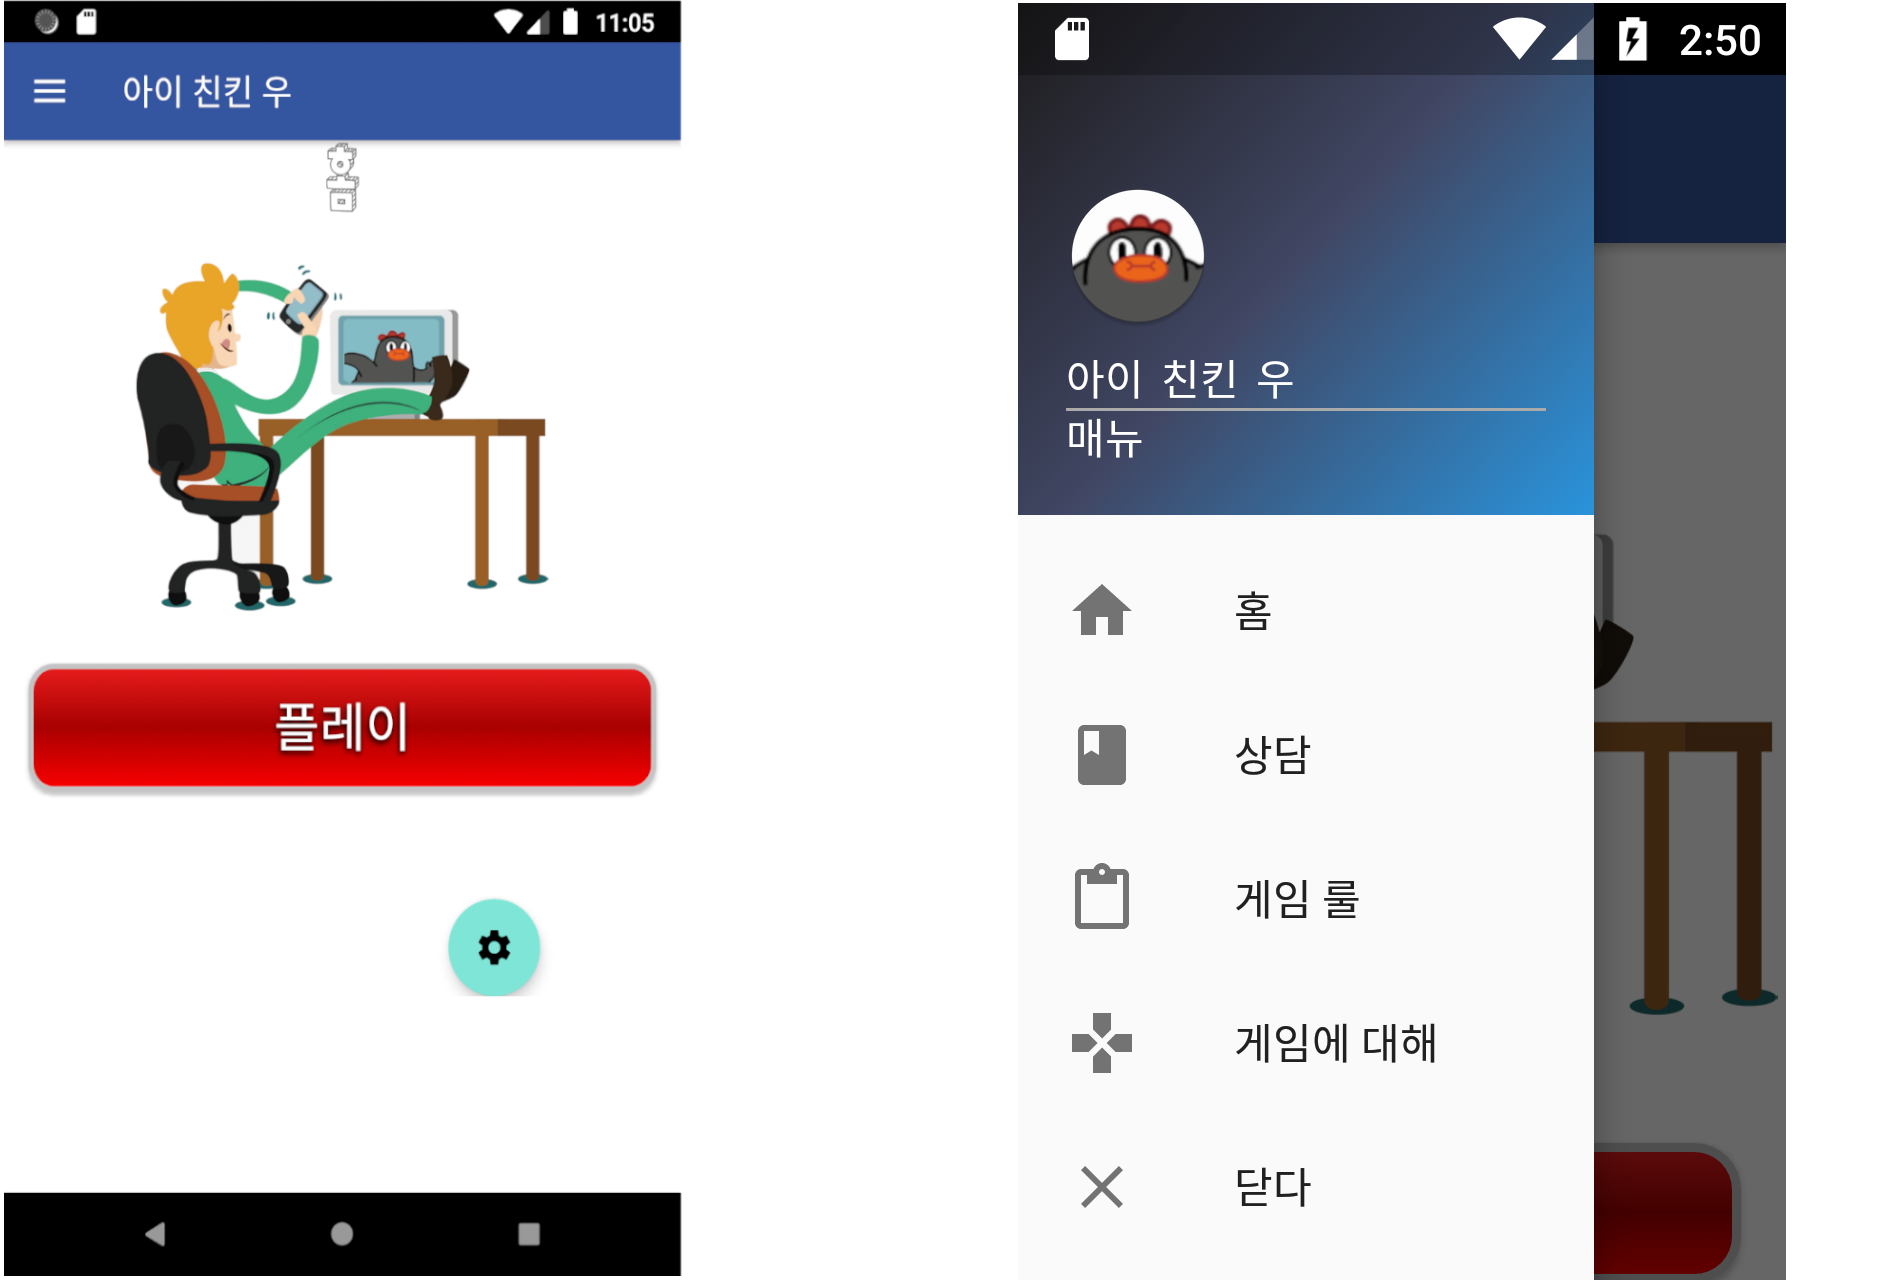 11:05
아이 친킨 우
홈
플레이
2:50
아이 친킨 우
매뉴
홈
상담
게임 룰
게임에 대해
닫다